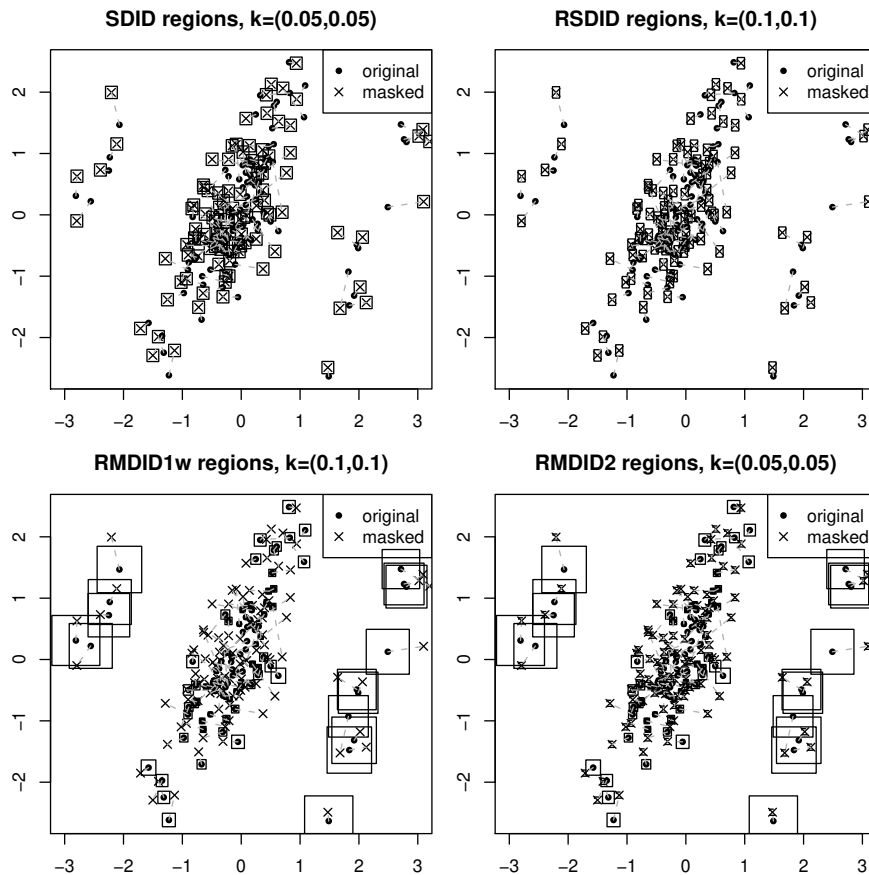 SDID regions, k=(0.05,0.05)
original
masked
2
1
0
−1
−2
−3 −2 −1 0 1 2 3
RSDID regions, k=(0.1,0.1)
original
masked
2
1
0
−1
−2
−3 −2 −1 0 1 2 3
RMDID1w regions, k=(0.1,0.1)
original
masked
2
1
0
−1
−2
−3 −2 −1 0 1 2 3
RMDID2 regions, k=(0.05,0.05)
original
masked
2
1
0
−1
−2
−3 −2 −1 0 1 2 3